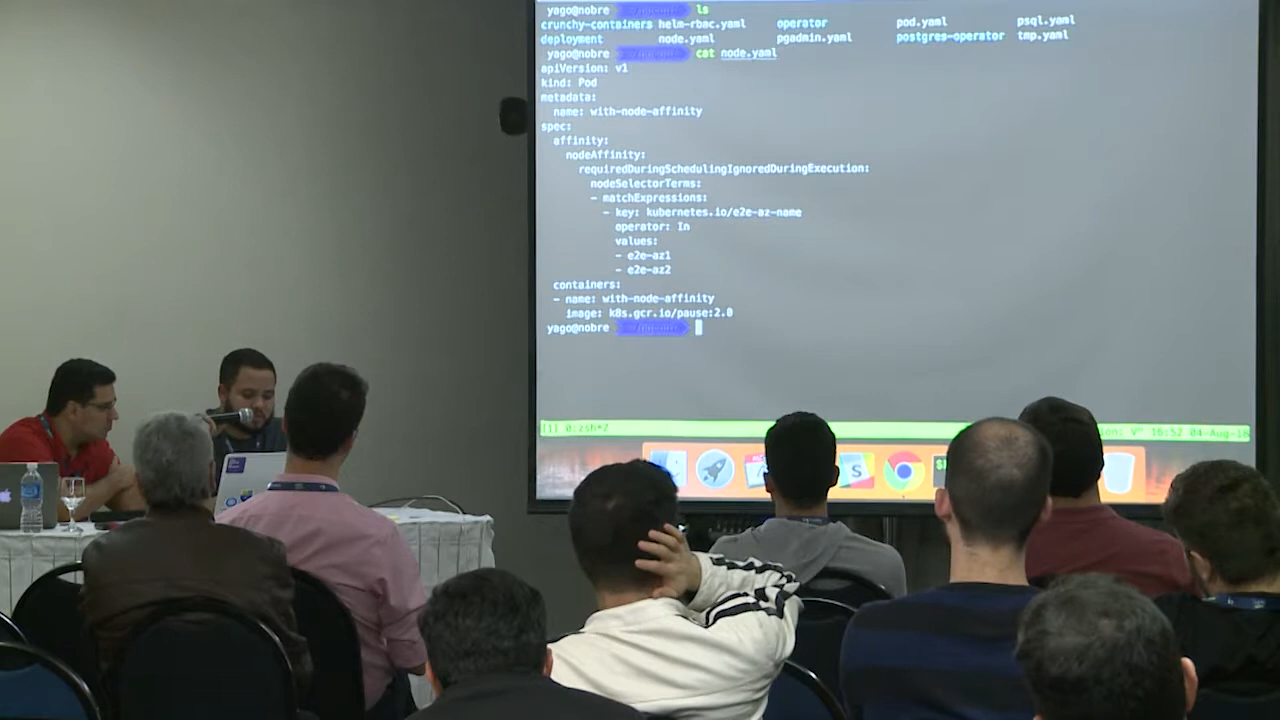 yago@nobre ls
crunchy-containers helm-rbac.yaml operator pod.yaml psql.yaml
deployment node.yaml pgadmin.yaml postgres-operator tmp.yaml
yago@nobre cat node.yaml
apiVersion: v1
kind: Pod
metadata:
name: with-node-affinity
spec:
affinity:
nodeAffinity:
requiredDuringSchedulingIgnoredDuringExecution:
nodeSelectorTerms:
- matchExpressions:
- key: kubernetes.io/e2e-az-name
operator: In
values:
- e2e-az1
- e2e-az2
containers:
- name: with-node-affinity
image: k8s.gcr.io/pause:2.0
yago@nobre
[1] 0:zsh*Z 16:52 04-Aug-18
S